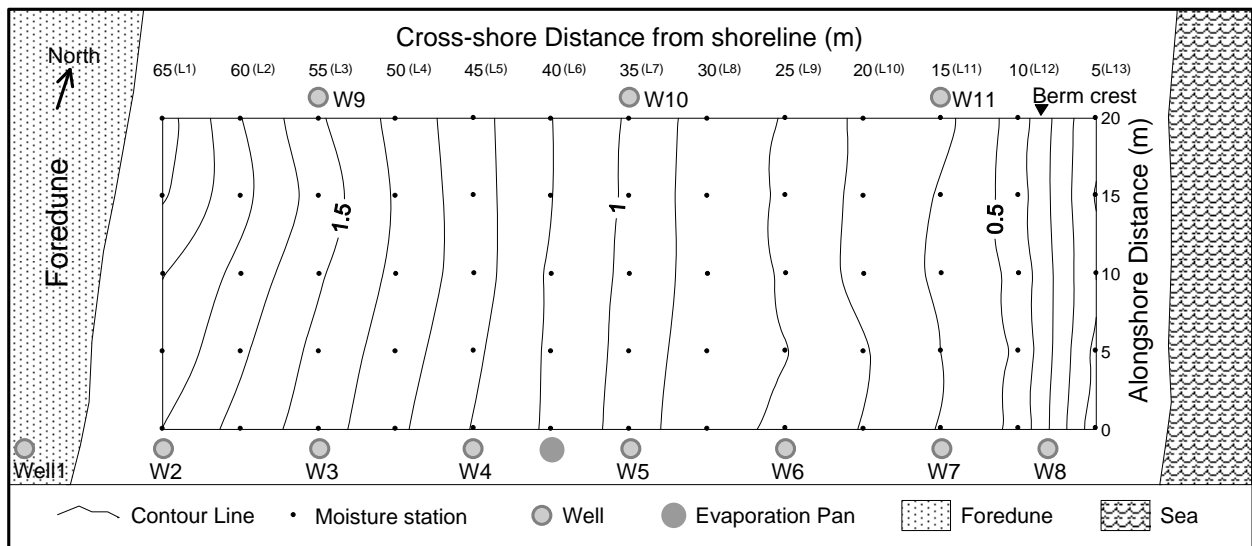 Cross-shore Distance from shoreline (m)
North
65(L1) 60(L2) 55(L3) 50(L4) 45(L5) 40(L6) 35(L7) 30(L8) 25(L9) 20(L10) 15(L11) 10(L12) 5(L13)
W9 W10 W11 Berm crest
20
15
10
5
0
Alongshore Distance (m)
Foredune
1.5
1
0.5
Well1 W2 W3 W4 W5 W6 W7 W8
Contour Line Moisture station Well Evaporation Pan Foredune Sea